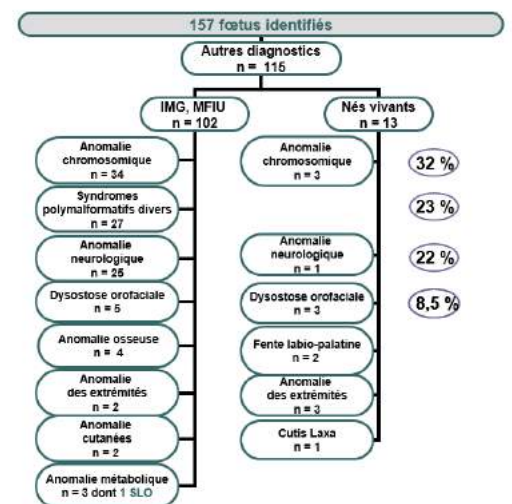 157 fœtus identifiés
Autres diagnostics
n = 115
IMG, MFIU
n = 102
Nés vivants
n = 13
Anomalie
chromosomique
n = 34
Anomalie
chromosomique
n = 3
32 %
Syndromes
polymalformatifs divers
n = 27
23 %
Anomalie
neurologique
n = 25
Anomalie
neurologique
n = 1
22 %
Dysostose orofaciale
n = 5
Dysostose orofaciale
n = 3
8,5 %
Anomalie osseuse
n = 4
Fente labio-palatine
n = 2
Anomalie
des extrémités
n = 2
Anomalie
des extrémités
n = 3
Anomalie
cutanées
n = 2
Cutis Laxa
n = 1
Anomalie métabolique
n = 3 dont 1 SLO